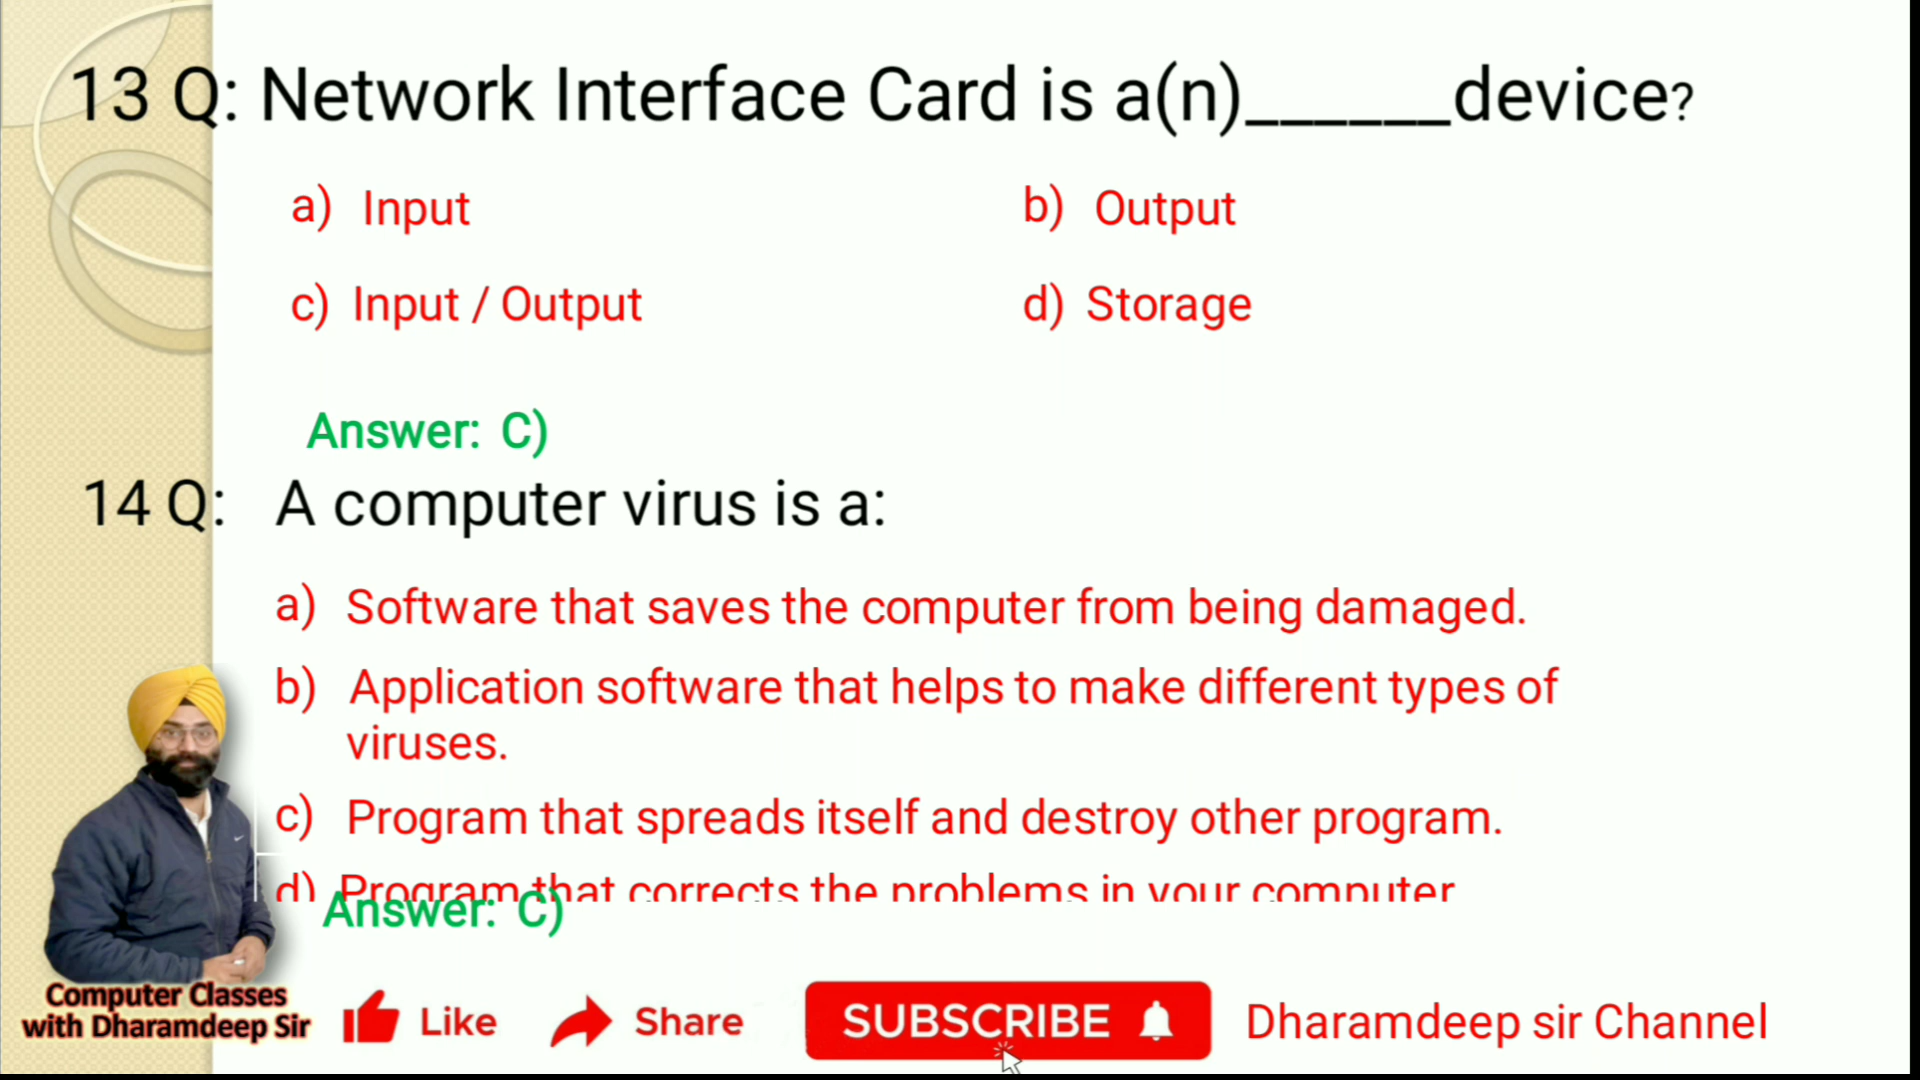 13 Q: Network Interface Card is a(n)______device?
a) Input
b) Output
c) Input / Output
d) Storage
Answer: C)
14 Q: A computer virus is a:
a) Software that saves the computer from being damaged.
b) Application software that helps to make different types of
viruses.
c) Program that spreads itself and destroy other program.
d) Program that corrects the problems in your computer
Answer: C)
Computer Classes
with Dharamdeep Sir
Like
Share
SUBSCRIBE
Dharamdeep sir Channel